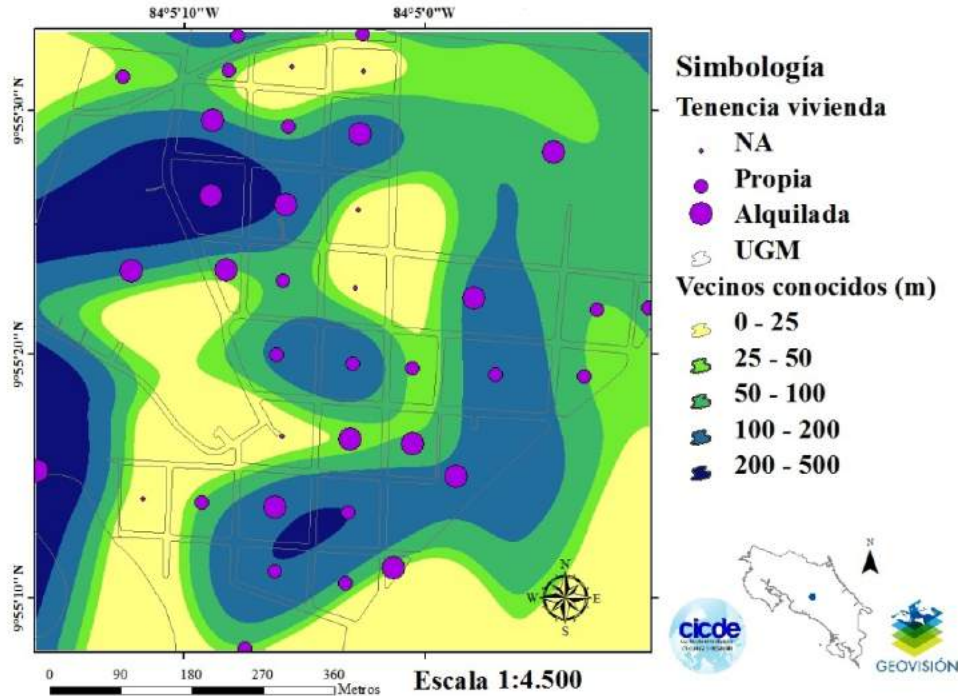 84°5'10"W
84°5'0"W
9°55'30"N
9°55'20"N
9°55'10"N
Simbología
Tenencia vivienda
NA
Propia
Alquilada
UGM
Vecinos conocidos (m)
0 - 25
25 - 50
50 - 100
100 - 200
200 - 500
N
W
E
S
N
cicde
GEOVISIÓN
0
90
180
270
360
Metros
Escala 1:4.500